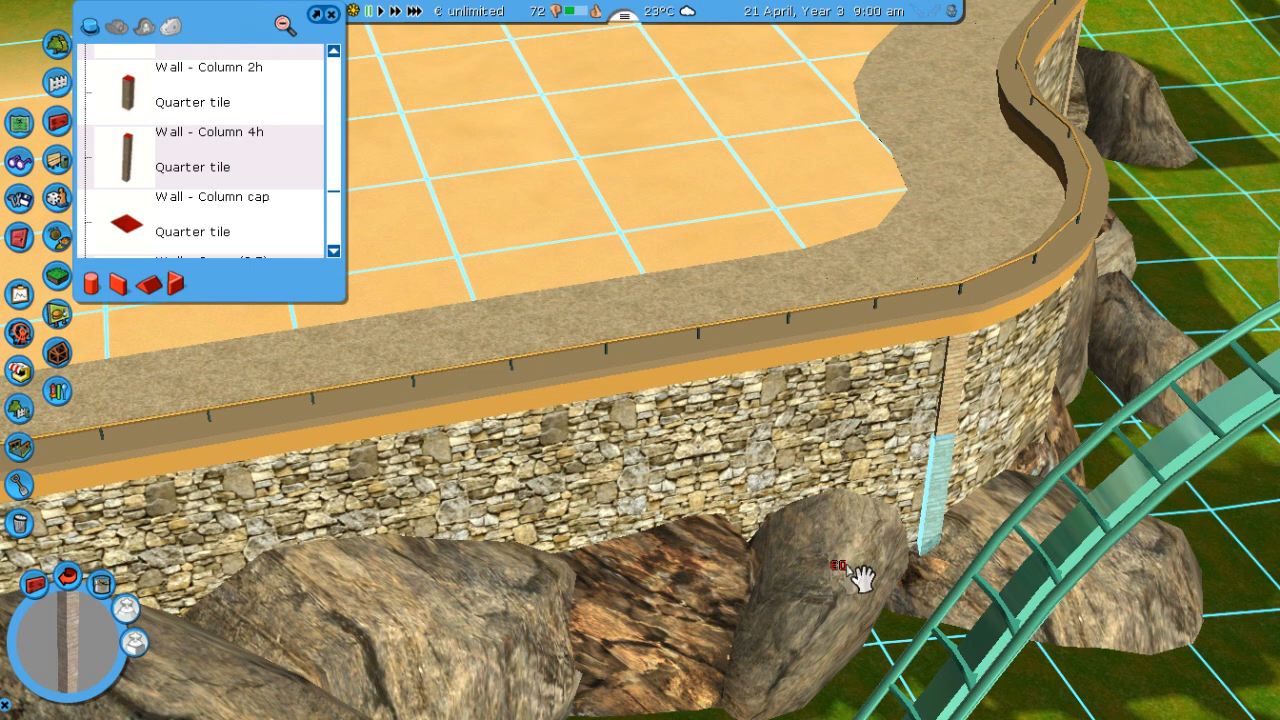 € unlimited 72 23°C 21 April, Year 3 9:00 am
Wall - Column 2h
Quarter tile
Wall - Column 4h
Quarter tile
Wall - Column cap
Quarter tile
€0